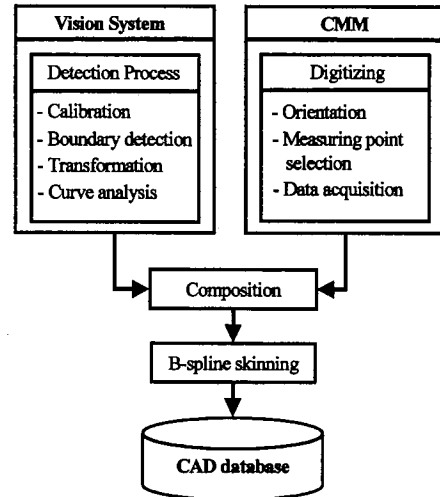 Vision System
Detection Process
- Calibration
- Boundary detection
- Transformation
- Curve analysis
CMM
Digitizing
- Orientation
- Measuring point
selection
- Data acquisition
Composition
B-spline skinning
CAD database